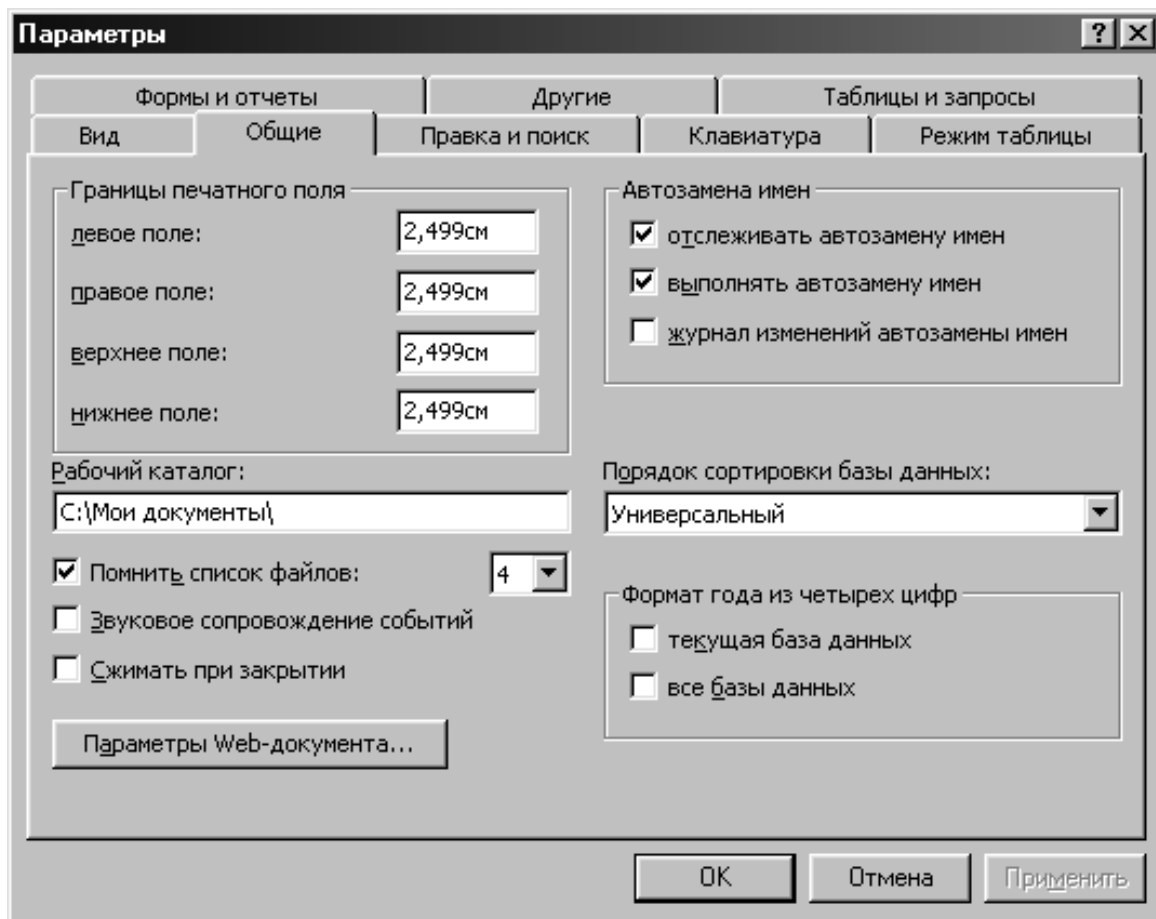 Параметры
Формы и отчеты Другие Таблицы и запросы
Вид Общие Правка и поиск Клавиатура Режим таблицы
Границы печатного поля
левое поле: 2,499см
правое поле: 2,499см
верхнее поле: 2,499см
нижнее поле: 2,499см
Автозамена имен
отслеживать автозамену имен
выполнять автозамену имен
журнал изменений автозамены имен
Рабочий каталог:
C:\Мои документы\
Порядок сортировки базы данных:
Универсальный
Помнить список файлов: 4
Звуковое сопровождение событий
Сжимать при закрытии
Формат года из четырех цифр
текущая база данных
все базы данных
Параметры Web-документа...
OK Отмена Применить